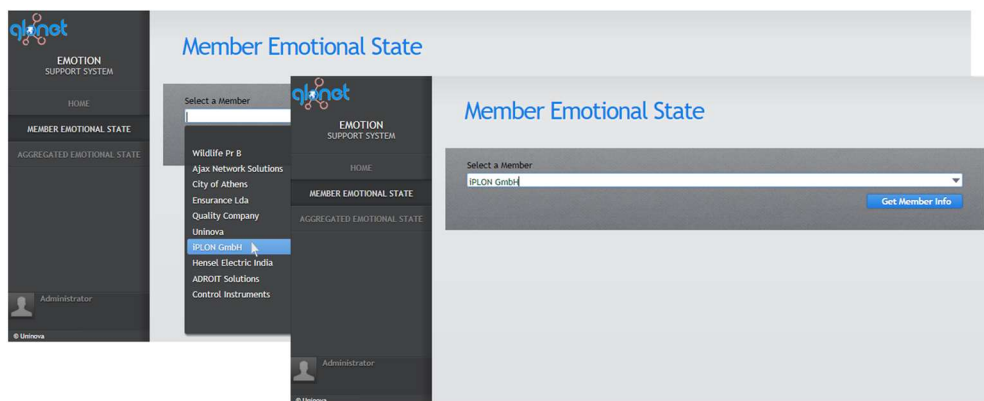 glonet
EMOTION
SUPPORT SYSTEM
HOME
MEMBER EMOTIONAL STATE
AGGREGATED EMOTIONAL STATE
Administrator
© Uninova
Member Emotional State
Select a Member
Wildlife Pr B
Ajax Network Solutions
City of Athens
Ensurance Lda
Quality Company
Uninova
iPLON GmbH
Hensel Electric India
ADROIT Solutions
Control Instruments
glonet
EMOTION
SUPPORT SYSTEM
HOME
MEMBER EMOTIONAL STATE
AGGREGATED EMOTIONAL STATE
Administrator
© Uninova
Member Emotional State
Select a Member
iPLON GmbH
Get Member Info